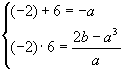 (−2) + 6 = −a
(−2) · 6 = (2b − a³)/a